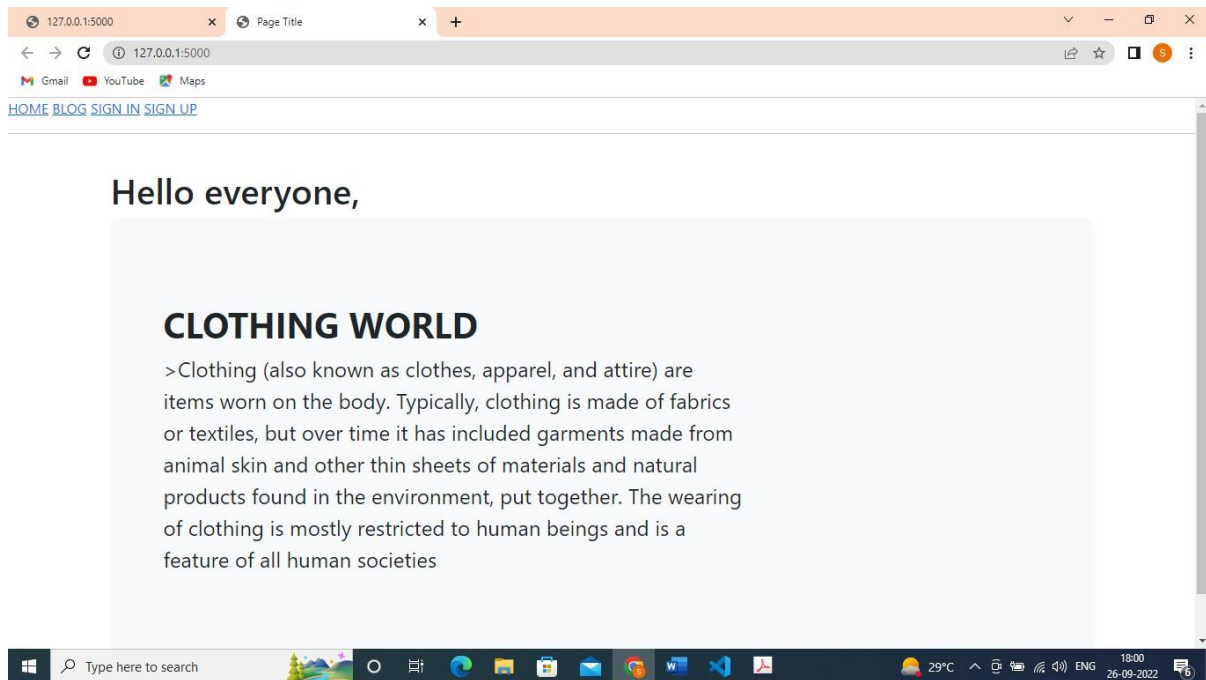 127.0.0.1:5000
Page Title
127.0.0.1:5000
Gmail YouTube Maps
HOME BLOG SIGN IN SIGN UP
Hello everyone,
CLOTHING WORLD
>Clothing (also known as clothes, apparel, and attire) are
items worn on the body. Typically, clothing is made of fabrics
or textiles, but over time it has included garments made from
animal skin and other thin sheets of materials and natural
products found in the environment, put together. The wearing
of clothing is mostly restricted to human beings and is a
feature of all human societies
Type here to search
29°C
ENG
18:00
26-09-2022
6
S